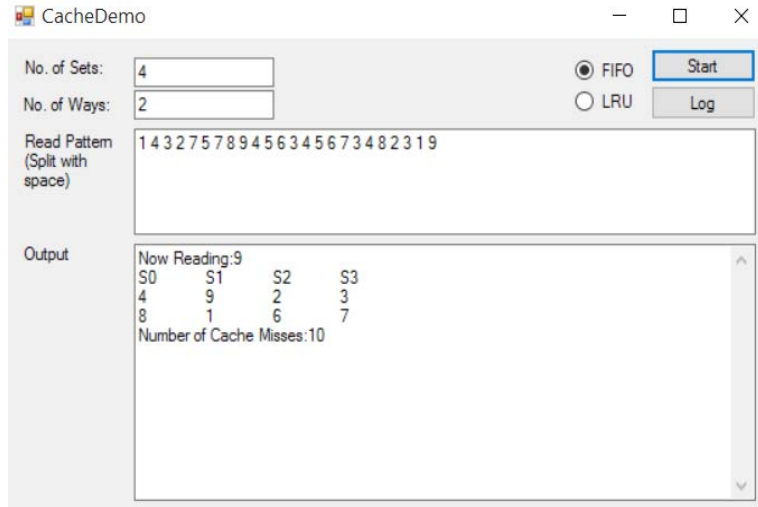 CacheDemo
No. of Sets:
4
FIFO
Start
No. of Ways:
2
LRU
Log
Read Pattern
(Split with
space)
1 4 3 2 7 5 7 8 9 4 5 6 3 4 5 6 7 3 4 8 2 3 1 9
Output
Now Reading:9
S0 S1 S2 S3
4 9 2 3
8 1 6 7
Number of Cache Misses:10